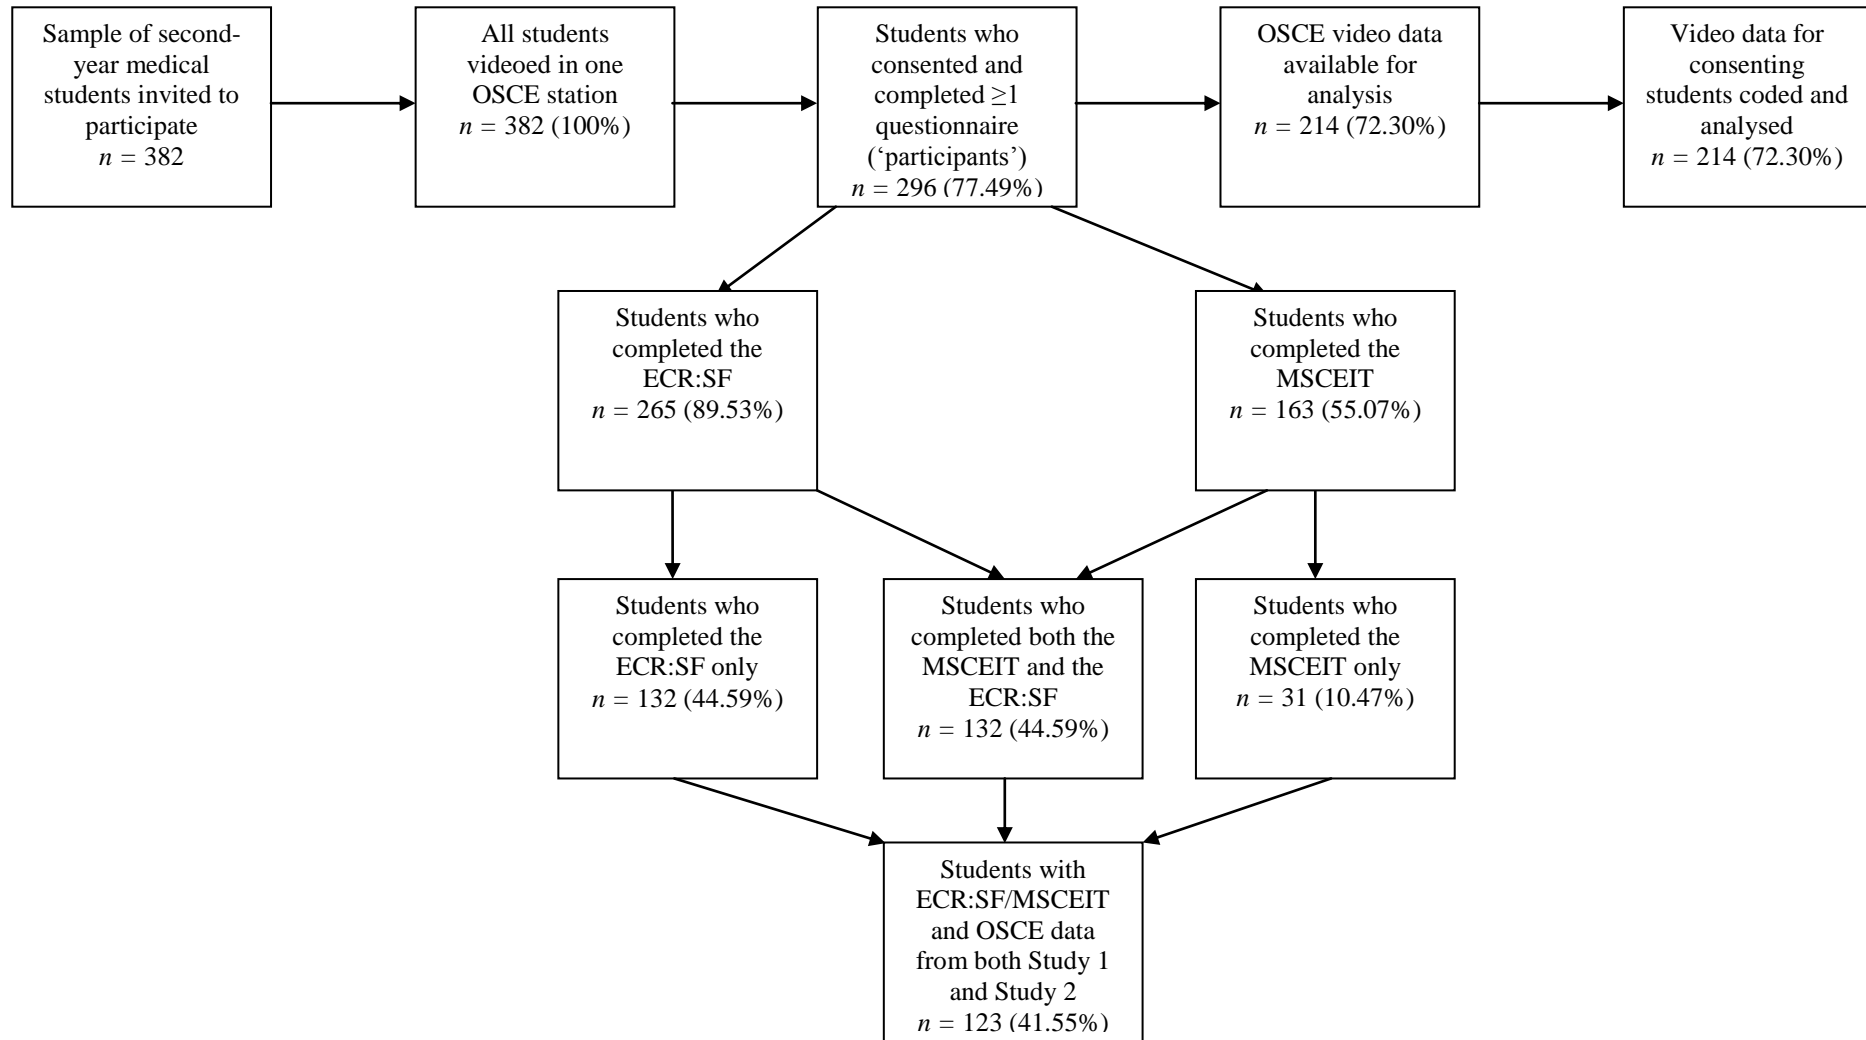 Sample of second-
year medical
students invited to
participate
n = 382
All students
videoed in one
OSCE station
n = 382 (100%)
Students who
consented and
completed ≥1
questionnaire
(‘participants’)
n = 296 (77.49%)
OSCE video data
available for
analysis
n = 214 (72.30%)
Video data for
consenting
students coded and
analysed
n = 214 (72.30%)
Students who
completed the
ECR:SF
n = 265 (89.53%)
Students who
completed the
MSCEIT
n = 163 (55.07%)
Students who
completed the
ECR:SF only
n = 132 (44.59%)
Students who
completed both the
MSCEIT and the
ECR:SF
n = 132 (44.59%)
Students who
completed the
MSCEIT only
n = 31 (10.47%)
Students with
ECR:SF/MSCEIT
and OSCE data
from both Study 1
and Study 2
n = 123 (41.55%)